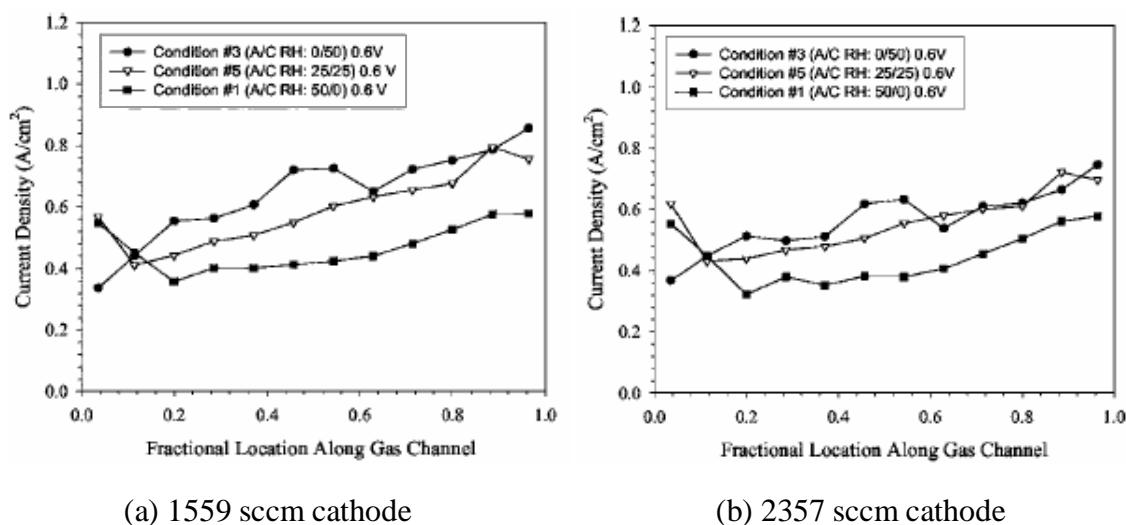 1.2
Condition #3 (A/C RH: 0/50) 0.6V
Condition #5 (A/C RH: 25/25) 0.6 V
Condition #1 (A/C RH: 50/0) 0.6 V
1.0
0.8
0.6
0.4
0.2
0.0
Current Density (A/cm²)
0.0 0.2 0.4 0.6 0.8 1.0
Fractional Location Along Gas Channel
(a) 1559 sccm cathode
1.2
Condition #3 (A/C RH: 0/50) 0.6V
Condition #5 (A/C RH: 25/25) 0.6V
Condition #1 (A/C RH: 50/0) 0.6V
1.0
0.8
0.6
0.4
0.2
0.0
Current Density (A/cm²)
0.0 0.2 0.4 0.6 0.8 1.0
Fractional Location Along Gas Channel
(b) 2357 sccm cathode